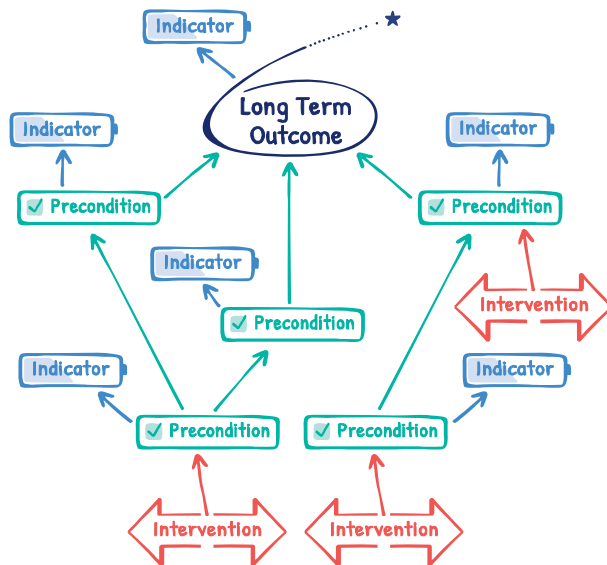 Indicator
Long Term
Outcome
Indicator
Indicator
Precondition
Precondition
Indicator
Intervention
Precondition
Indicator
Indicator
Precondition
Precondition
Intervention
Intervention